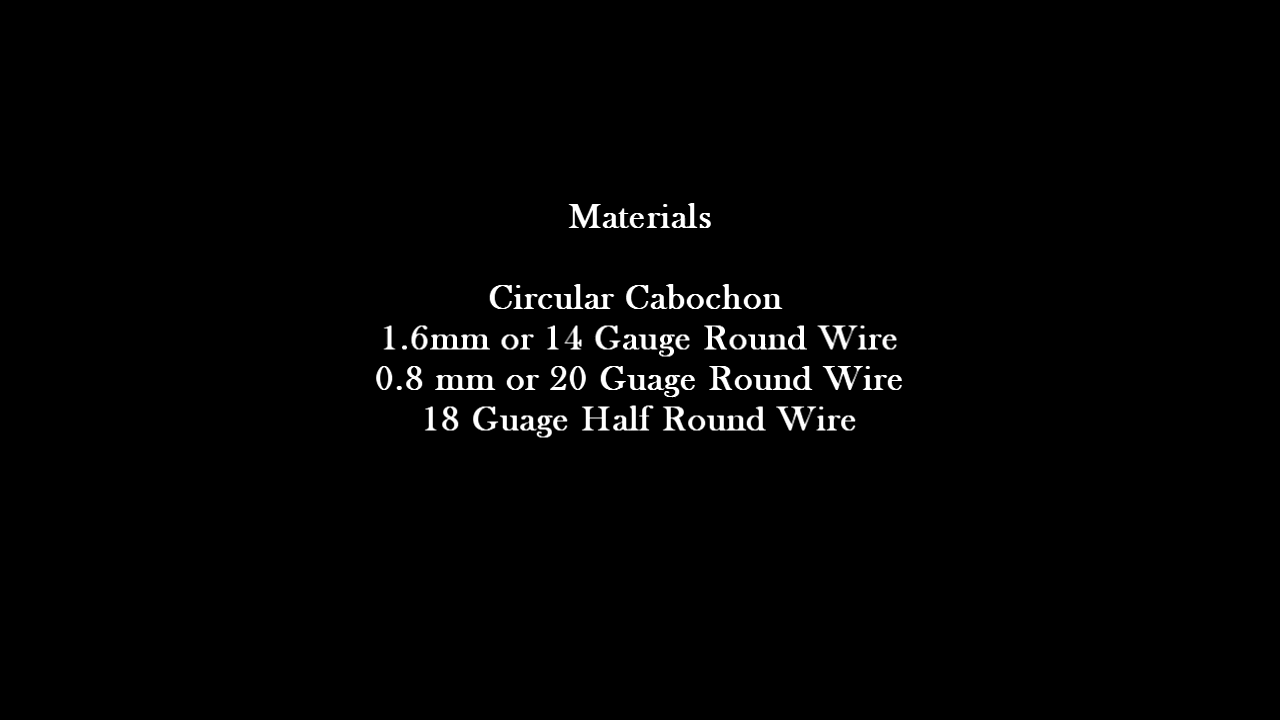 Materials
Circular Cabochon
1.6mm or 14 Gauge Round Wire
0.8 mm or 20 Guage Round Wire
18 Guage Half Round Wire